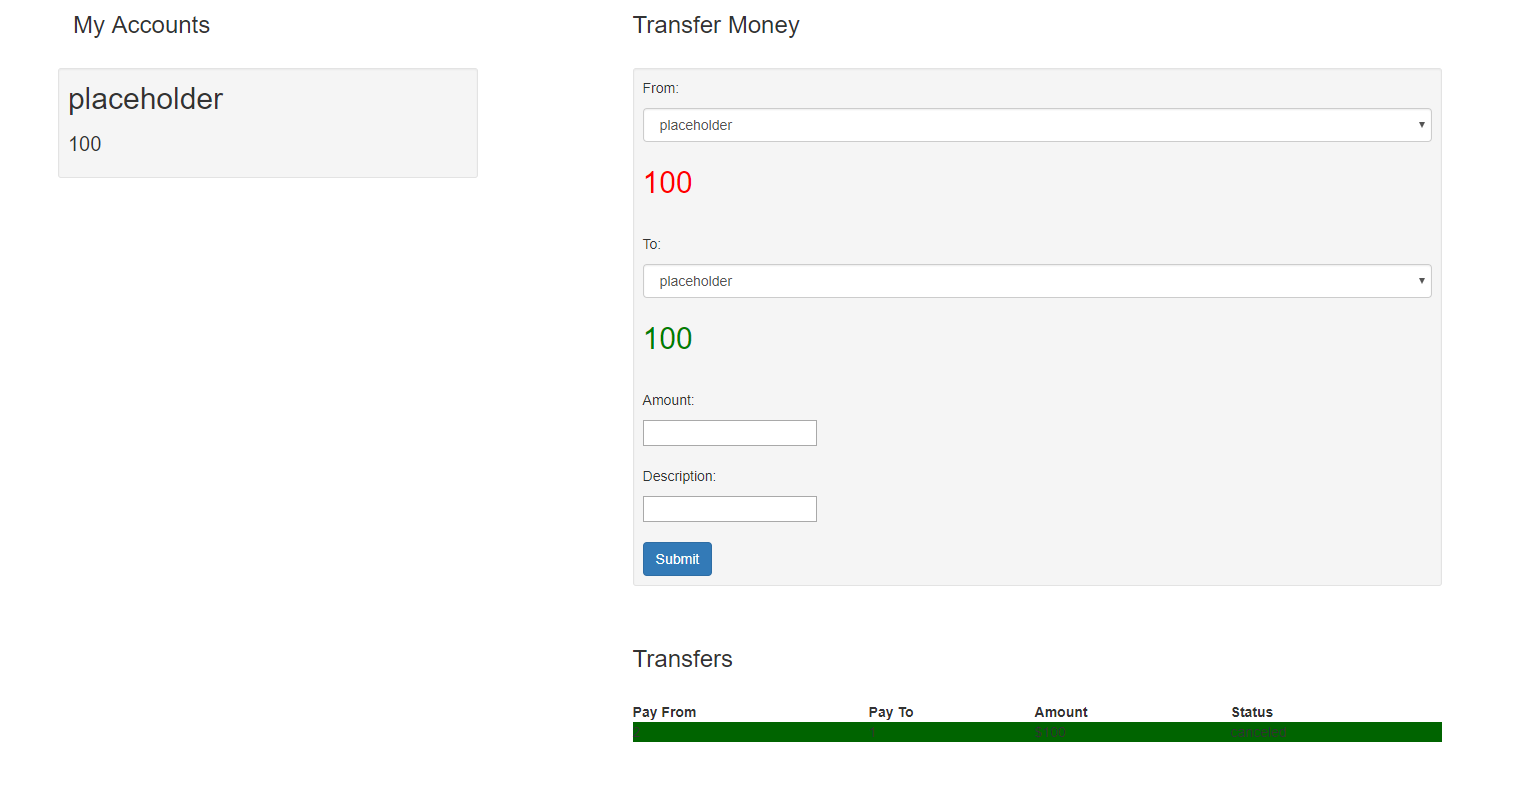 My Accounts
placeholder
100
Transfer Money
From:
placeholder
100
To:
placeholder
100
Amount:
Description:
Submit
Transfers
Pay From Pay To Amount Status
1 $100 canceled